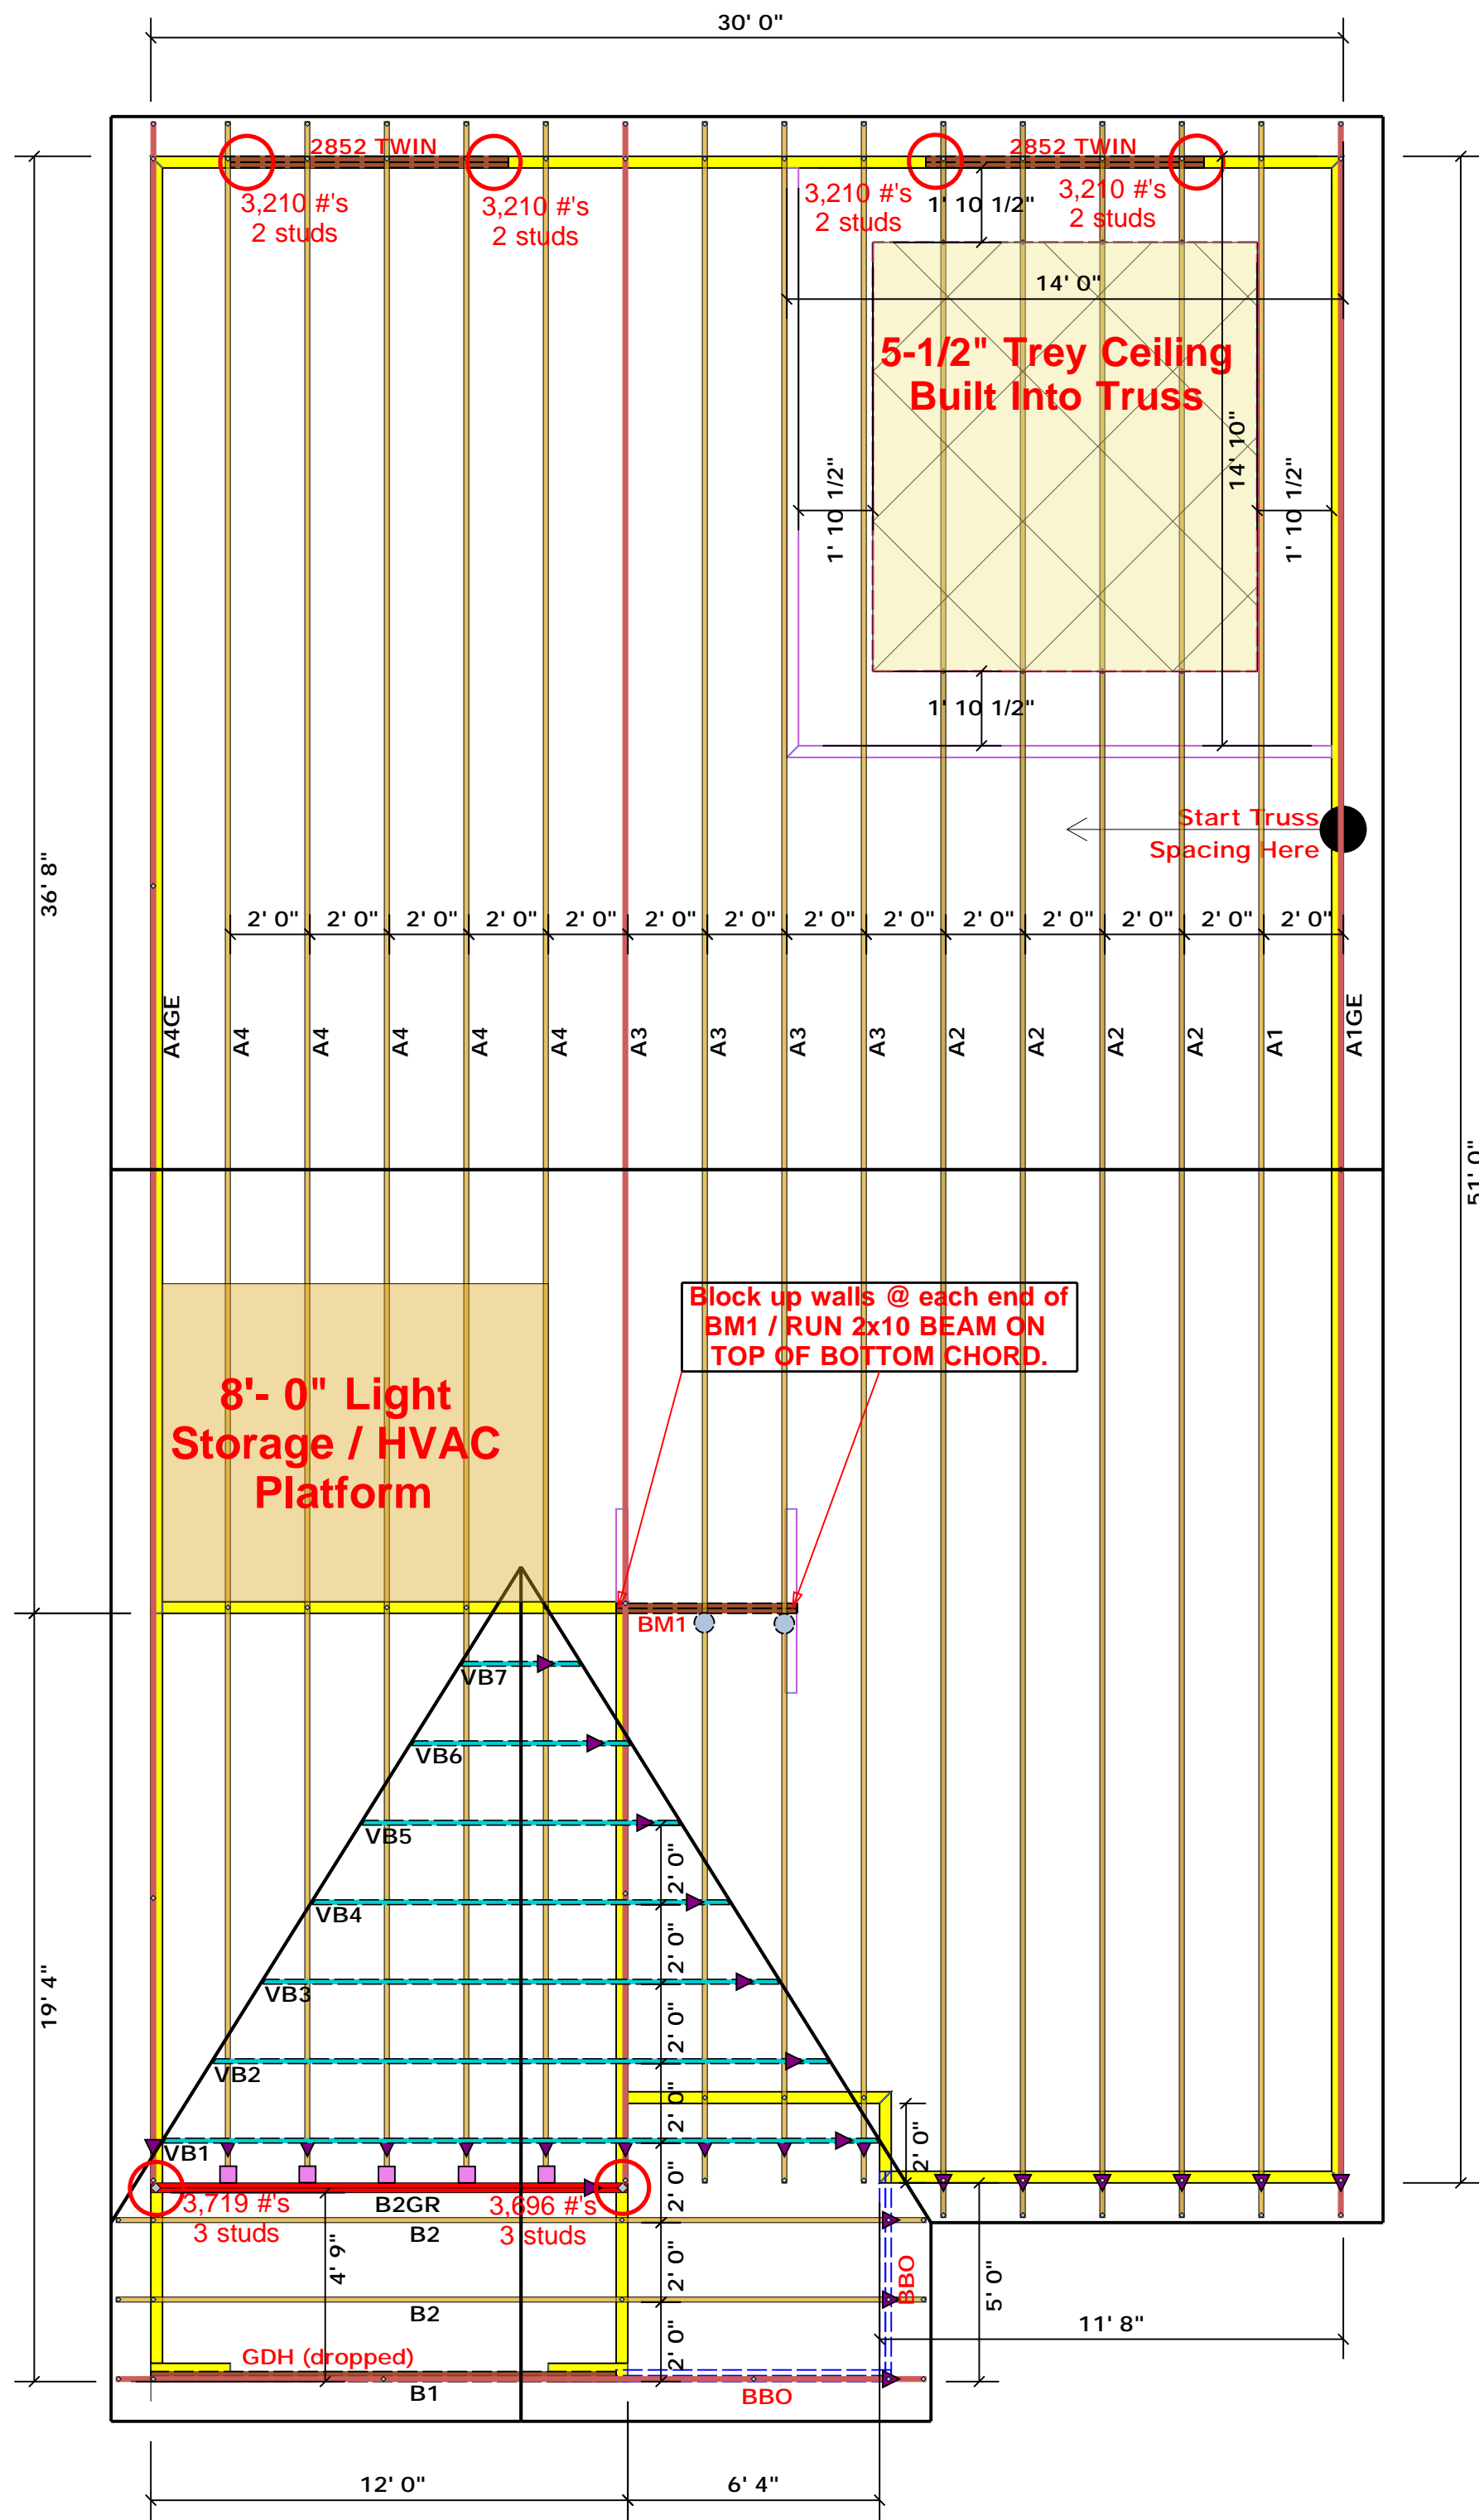 30' 0"
2852 TWIN
2852 TWIN
3,210 #'s
2 studs
3,210 #'s
2 studs
3,210 #'s
2 studs
3,210 #'s
2 studs
1' 10 1/2"
14' 0"
5-1/2" Trey Ceiling
Built Into Truss
14' 10"
1' 10 1/2"
1' 10 1/2"
1' 10 1/2"
Start Truss
Spacing Here
36' 8"
2' 0"
2' 0"
2' 0"
2' 0"
2' 0"
2' 0"
2' 0"
2' 0"
2' 0"
2' 0"
2' 0"
2' 0"
2' 0"
2' 0"
A4GE
A4
A4
A4
A4
A4
A3
A3
A3
A3
A2
A2
A2
A2
A1
A1GE
51' 0"
Block up walls @ each end of
BM1 / RUN 2x10 BEAM ON
TOP OF BOTTOM CHORD.
8'- 0" Light
Storage / HVAC
Platform
BM1
VB7
VB6
VB5
2' 0"
VB4
2' 0"
VB3
19' 4"
2' 0"
VB2
2' 0"
VB1
2' 0"
2' 0"
3,719 #'s
3 studs
B2GR
3,696 #'s
3 studs
B2
4' 9"
2' 0"
BBO
5' 0"
B2
11' 8"
GDH (dropped)
2' 0"
B1
BBO
12' 0"
6' 4"